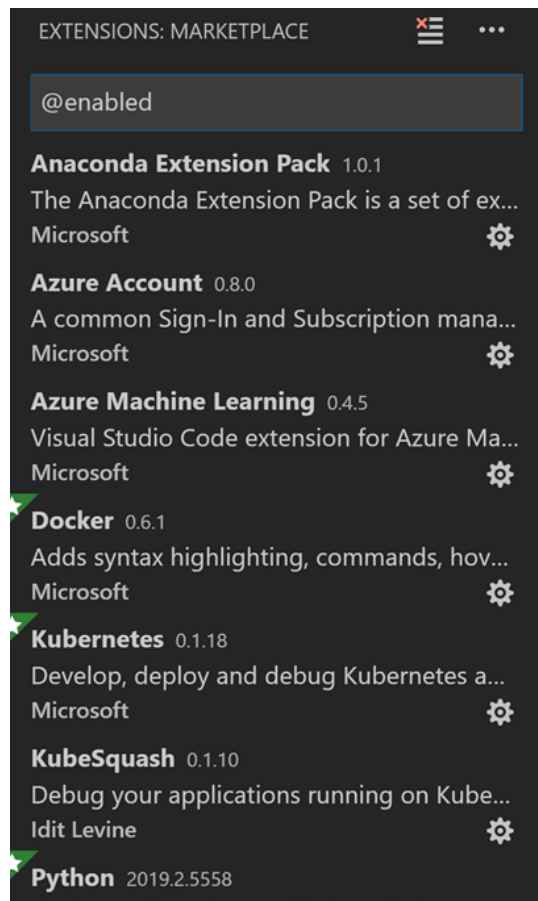 EXTENSIONS: MARKETPLACE
@enabled
Anaconda Extension Pack 1.0.1
The Anaconda Extension Pack is a set of ex...
Microsoft
Azure Account 0.8.0
A common Sign-In and Subscription mana...
Microsoft
Azure Machine Learning 0.4.5
Visual Studio Code extension for Azure Ma...
Microsoft
Docker 0.6.1
Adds syntax highlighting, commands, hov...
Microsoft
Kubernetes 0.1.18
Develop, deploy and debug Kubernetes a...
Microsoft
KubeSquash 0.1.10
Debug your applications running on Kube...
Idit Levine
Python 2019.2.5558